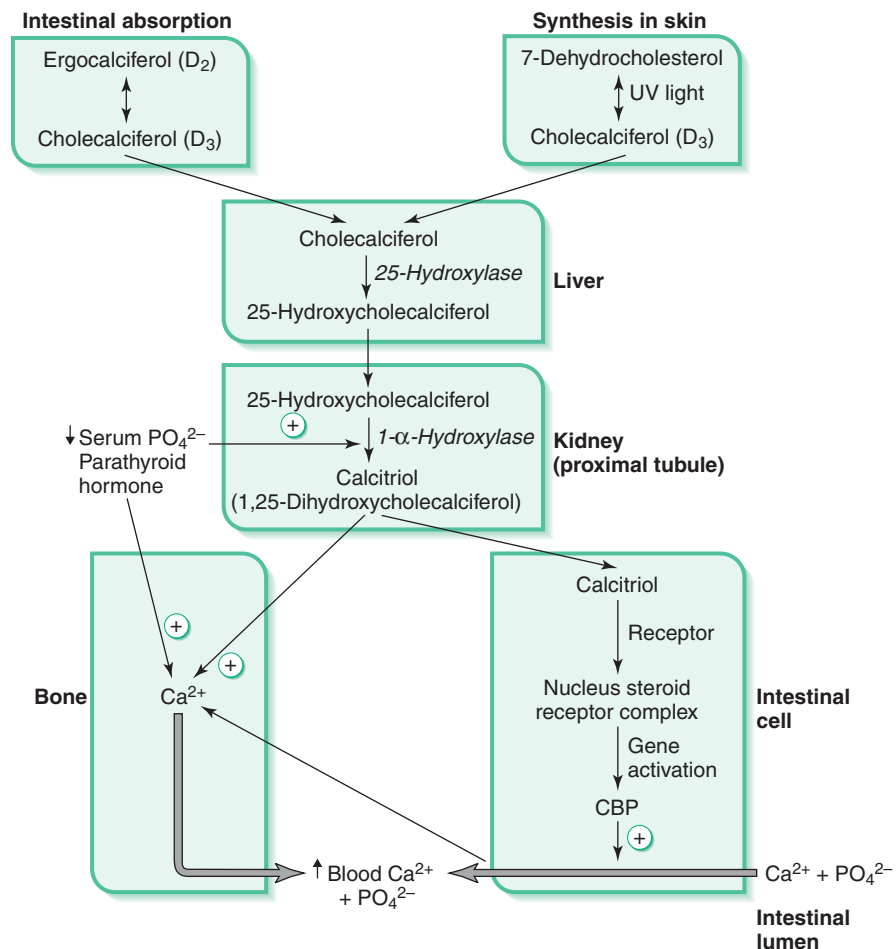 Intestinal absorption
Ergocalciferol (D₂)
Cholecalciferol (D₃)
Synthesis in skin
7-Dehydrocholesterol
UV light
Cholecalciferol (D₃)
Cholecalciferol
25-Hydroxylase
25-Hydroxycholecalciferol
Liver
25-Hydroxycholecalciferol
+
1-α-Hydroxylase
Calcitriol
(1,25-Dihydroxycholecalciferol)
Kidney
(proximal tubule)
↓ Serum PO₄²⁻
Parathyroid
hormone
+
+
Bone
Ca²⁺
Calcitriol
Receptor
Nucleus steroid
receptor complex
Gene
activation
CBP
+
Intestinal
cell
↑ Blood Ca²⁺
+ PO₄²⁻
Ca²⁺ + PO₄²⁻
Intestinal
lumen